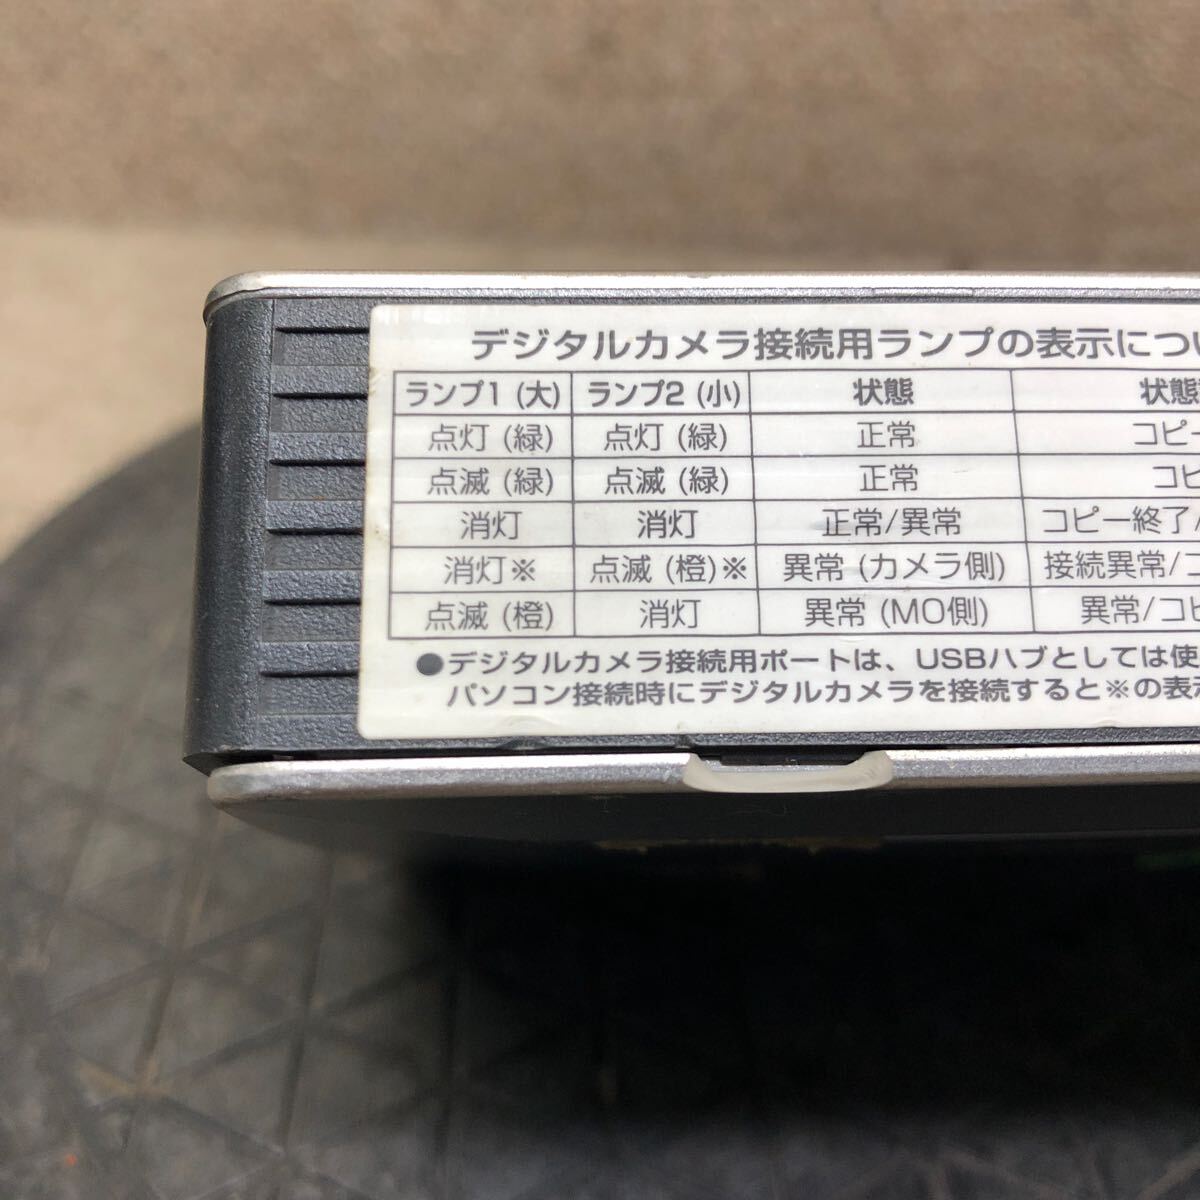 デジタルカメラ接続用ランプの表示につい
ランプ1 (大) ランプ2 (小) 状態 状態
点灯 (緑) 点灯 (緑) 正常 コピー
点滅 (緑) 点滅 (緑) 正常 コピ
消灯 消灯 正常/異常 コピー終了/
消灯※ 点滅 (橙)※ 異常 (カメラ側) 接続異常/コ
点滅 (橙) 消灯 異常 (MO側) 異常/コピ
●デジタルカメラ接続用ポートは、USBハブとしては使
パソコン接続時にデジタルカメラを接続すると※の表示